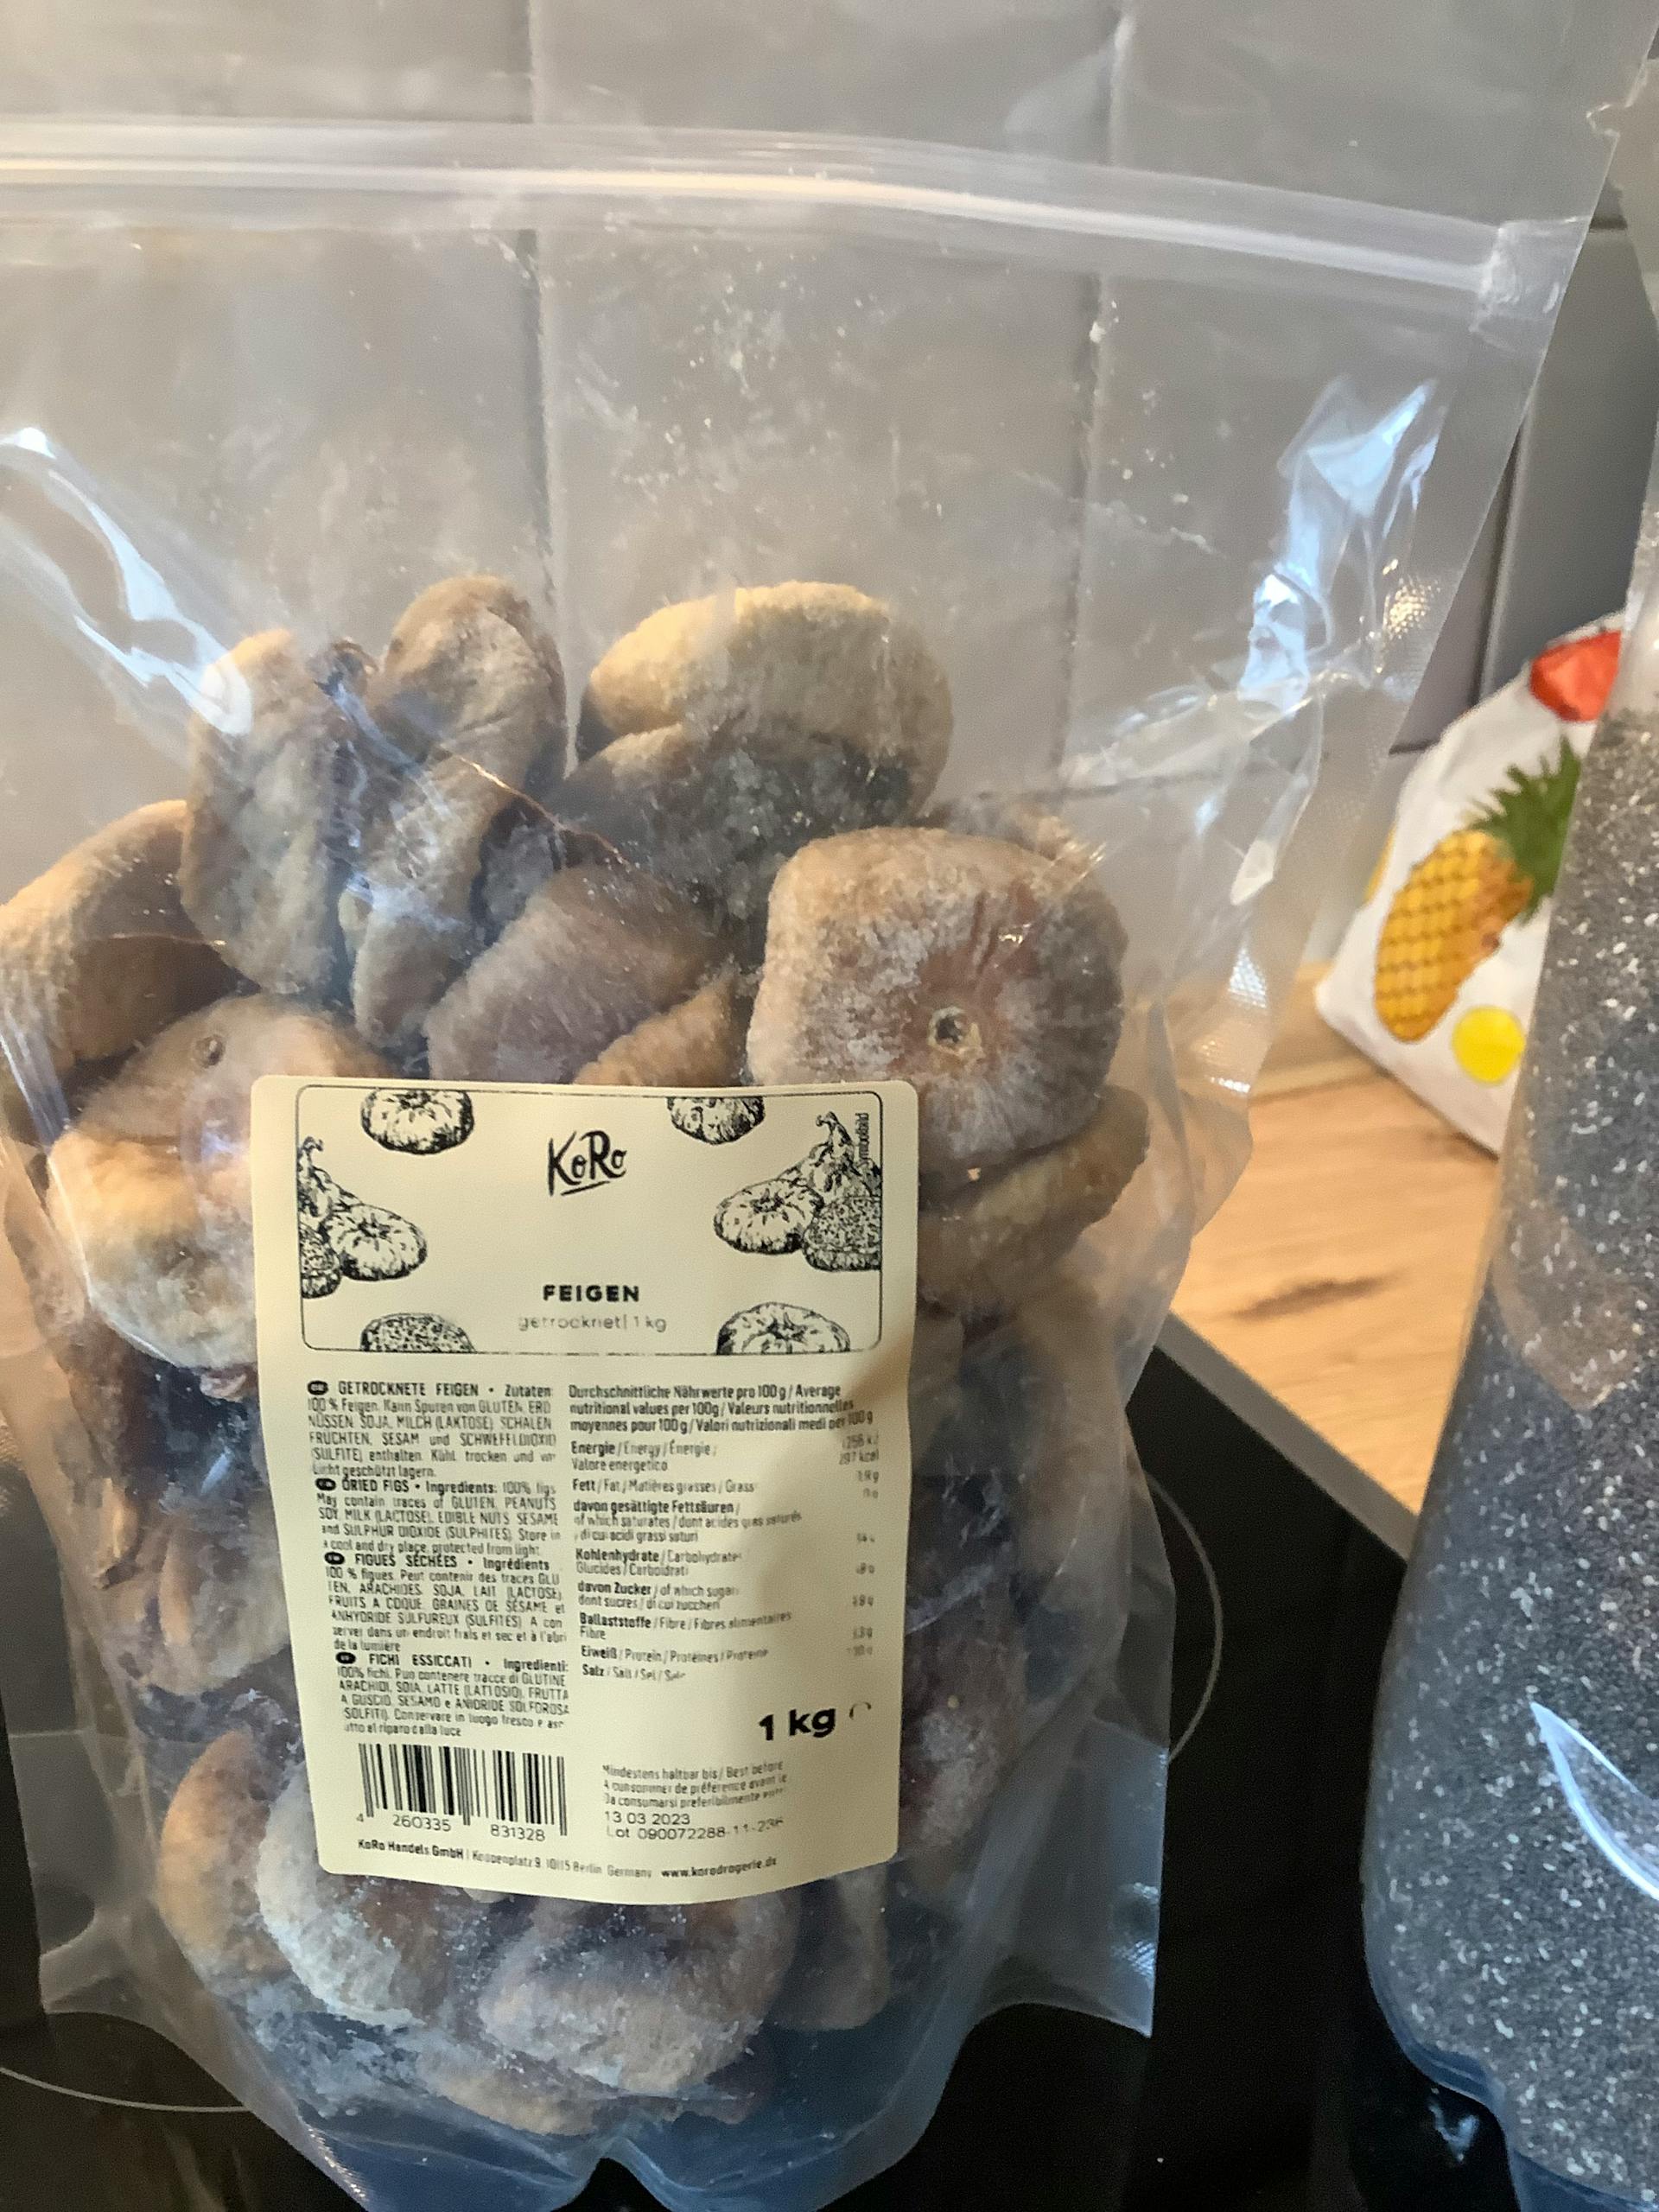 KoRo
FEIGEN
getrocknet | 1 kg
DE GETROCKNETE FEIGEN • Zutaten:
100 % Feigen. Kann Spuren von GLUTEN, ERD
NÜSSEN, SOJA, MILCH (LAKTOSE), SCHALEN
FRÜCHTEN, SESAM und SCHWEFELDIOXID
(SULFITE) enthalten. Kühl, trocken und vor
Licht geschützt lagern.
DRIED FIGS • Ingredients: 100% figs
May contain traces of GLUTEN, PEANUTS
SOY, MILK (LACTOSE), EDIBLE NUTS, SESAME
and SULPHUR DIOXIDE (SULPHITES). Store in
a cool and dry place, protected from light.
FIGUES SÉCHÉES • Ingrédients
100 % figues. Peut contenir des traces GLU
TEN, ARACHIDES, SOJA, LAIT (LACTOSE),
FRUITS À COQUE, GRAINES DE SÉSAME et
ANHYDRIDE SULFUREUX (SULFITES). A con
server dans un endroit frais et sec et à l'abri
de la lumière
FICHI ESSICCATI • Ingredienti:
100% fichi. Può contenere tracce di GLUTINE
ARACHIDI, SOIA, LATTE (LATTOSIO), FRUTTA
A GUSCIO, SESAMO e ANIDRIDE SOLFOROSA
SOLFITI). Conservare in luogo fresco e asc
utto al riparo dalla luce
Durchschnittliche Nährwerte pro 100 g / Average
nutritional values per 100g / Valeurs nutritionnelles
moyennes pour 100 g / Valori nutrizionali medi per 100 g
Energie / Energy / Énergie /
Valore energetico
Fett / Fat / Matières grasses / Grassi
davon gesättigte Fettsäuren /
of which saturates / dont acides gras saturés
/ di cui acidi grassi saturi
Kohlenhydrate / Carbohydrate
Glucides / Carboidrati
davon Zucker / of which sugar
dont sucres / di cui zuccheri
Ballaststoffe / Fibre / Fibres alimentaires
Fibre
Eiweiß / Protein / Protéines / Proteine
Salz / Salt / Sel / Sale
1 kg
Mindestens haltbar bis / Best before
A consommer de préférence avant le
Da consumarsi preferibilmente
13.03.2023
Lot 090072288-11-236
4 260335 831328
KoRo Handels GmbH | Koppenplatz 9, 10115 Berlin Germany www.korodrogerie.de